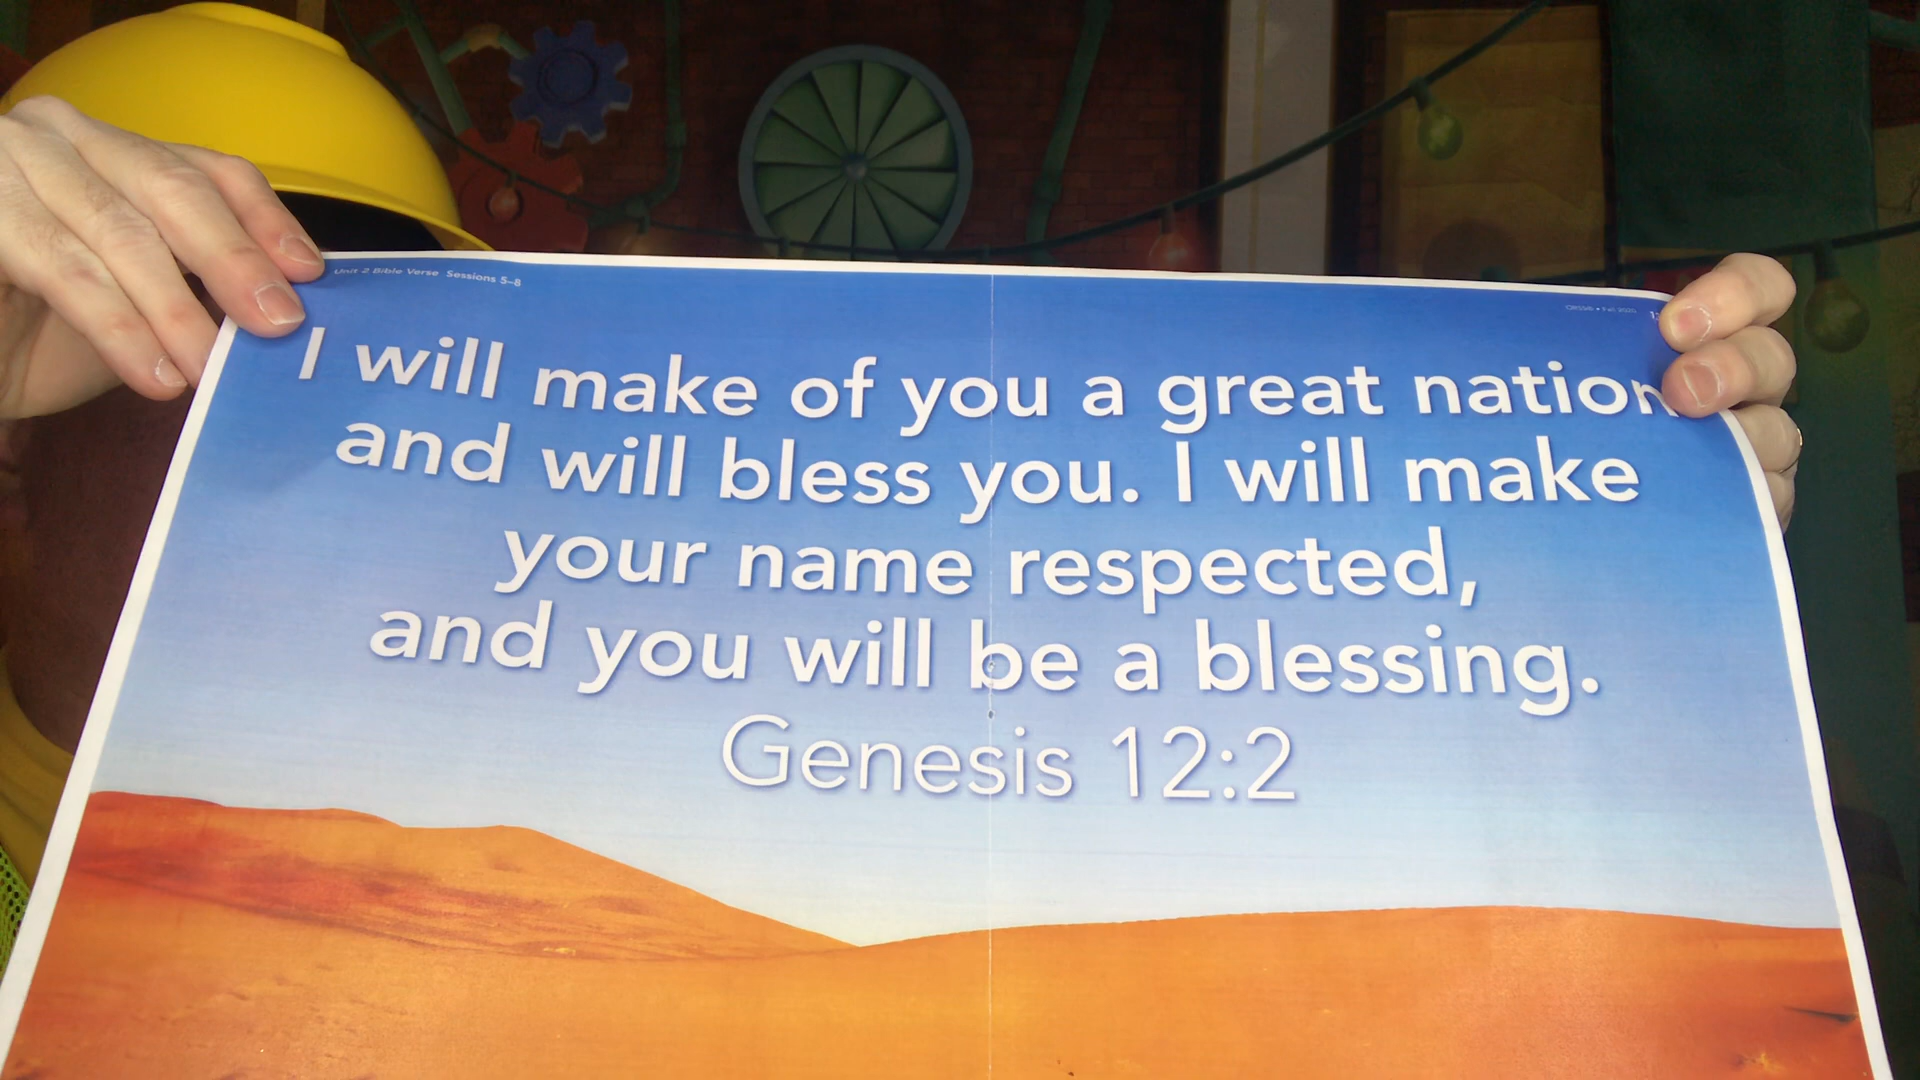 Unit 2 Bible Verse Sessions 5–8
I will make of you a great nation
and will bless you. I will make
your name respected,
and you will be a blessing.
Genesis 12:2